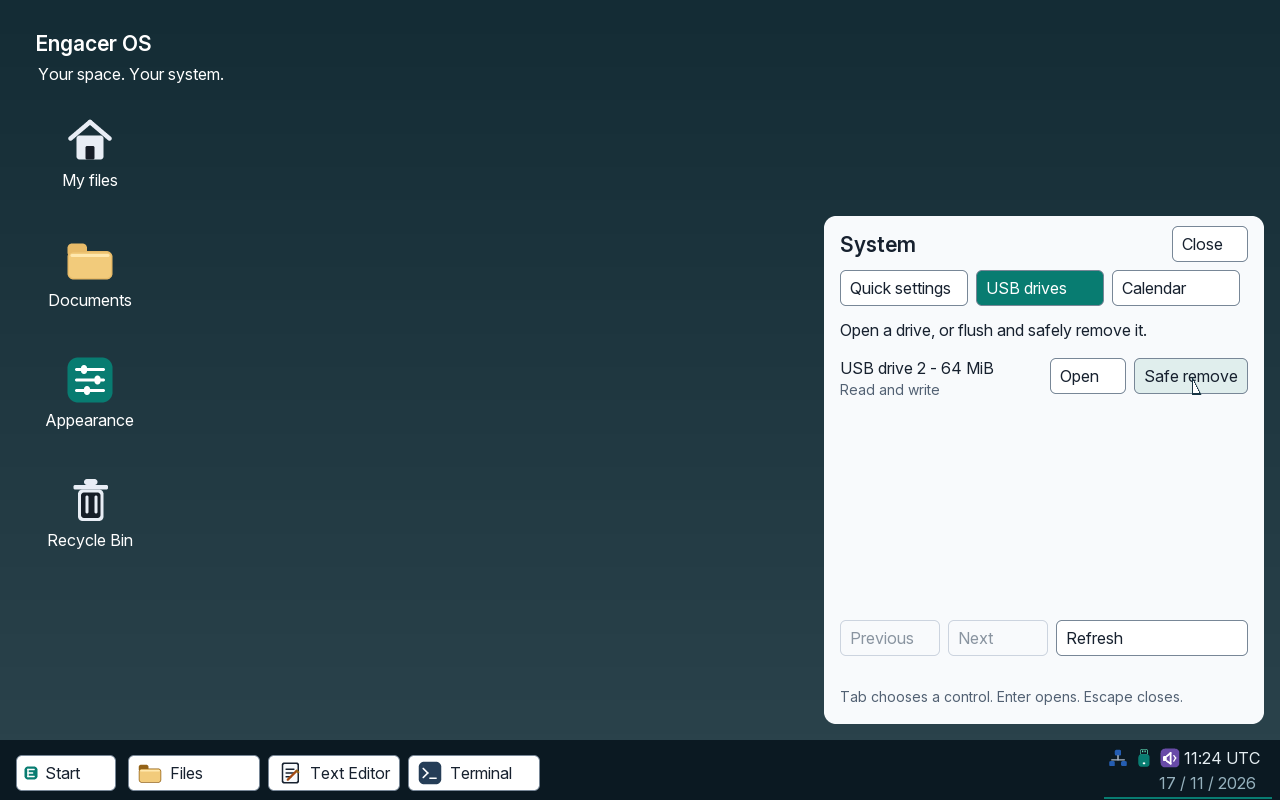 Engacer OS
Your space. Your system.
My files
Documents
Appearance
Recycle Bin
System
Close
Quick settings
USB drives
Calendar
Open a drive, or flush and safely remove it.
USB drive 2 - 64 MiB
Read and write
Open
Safe remove
Previous
Next
Refresh
Tab chooses a control. Enter opens. Escape closes.
Start
Files
Text Editor
Terminal
11:24 UTC
17 / 11 / 2026